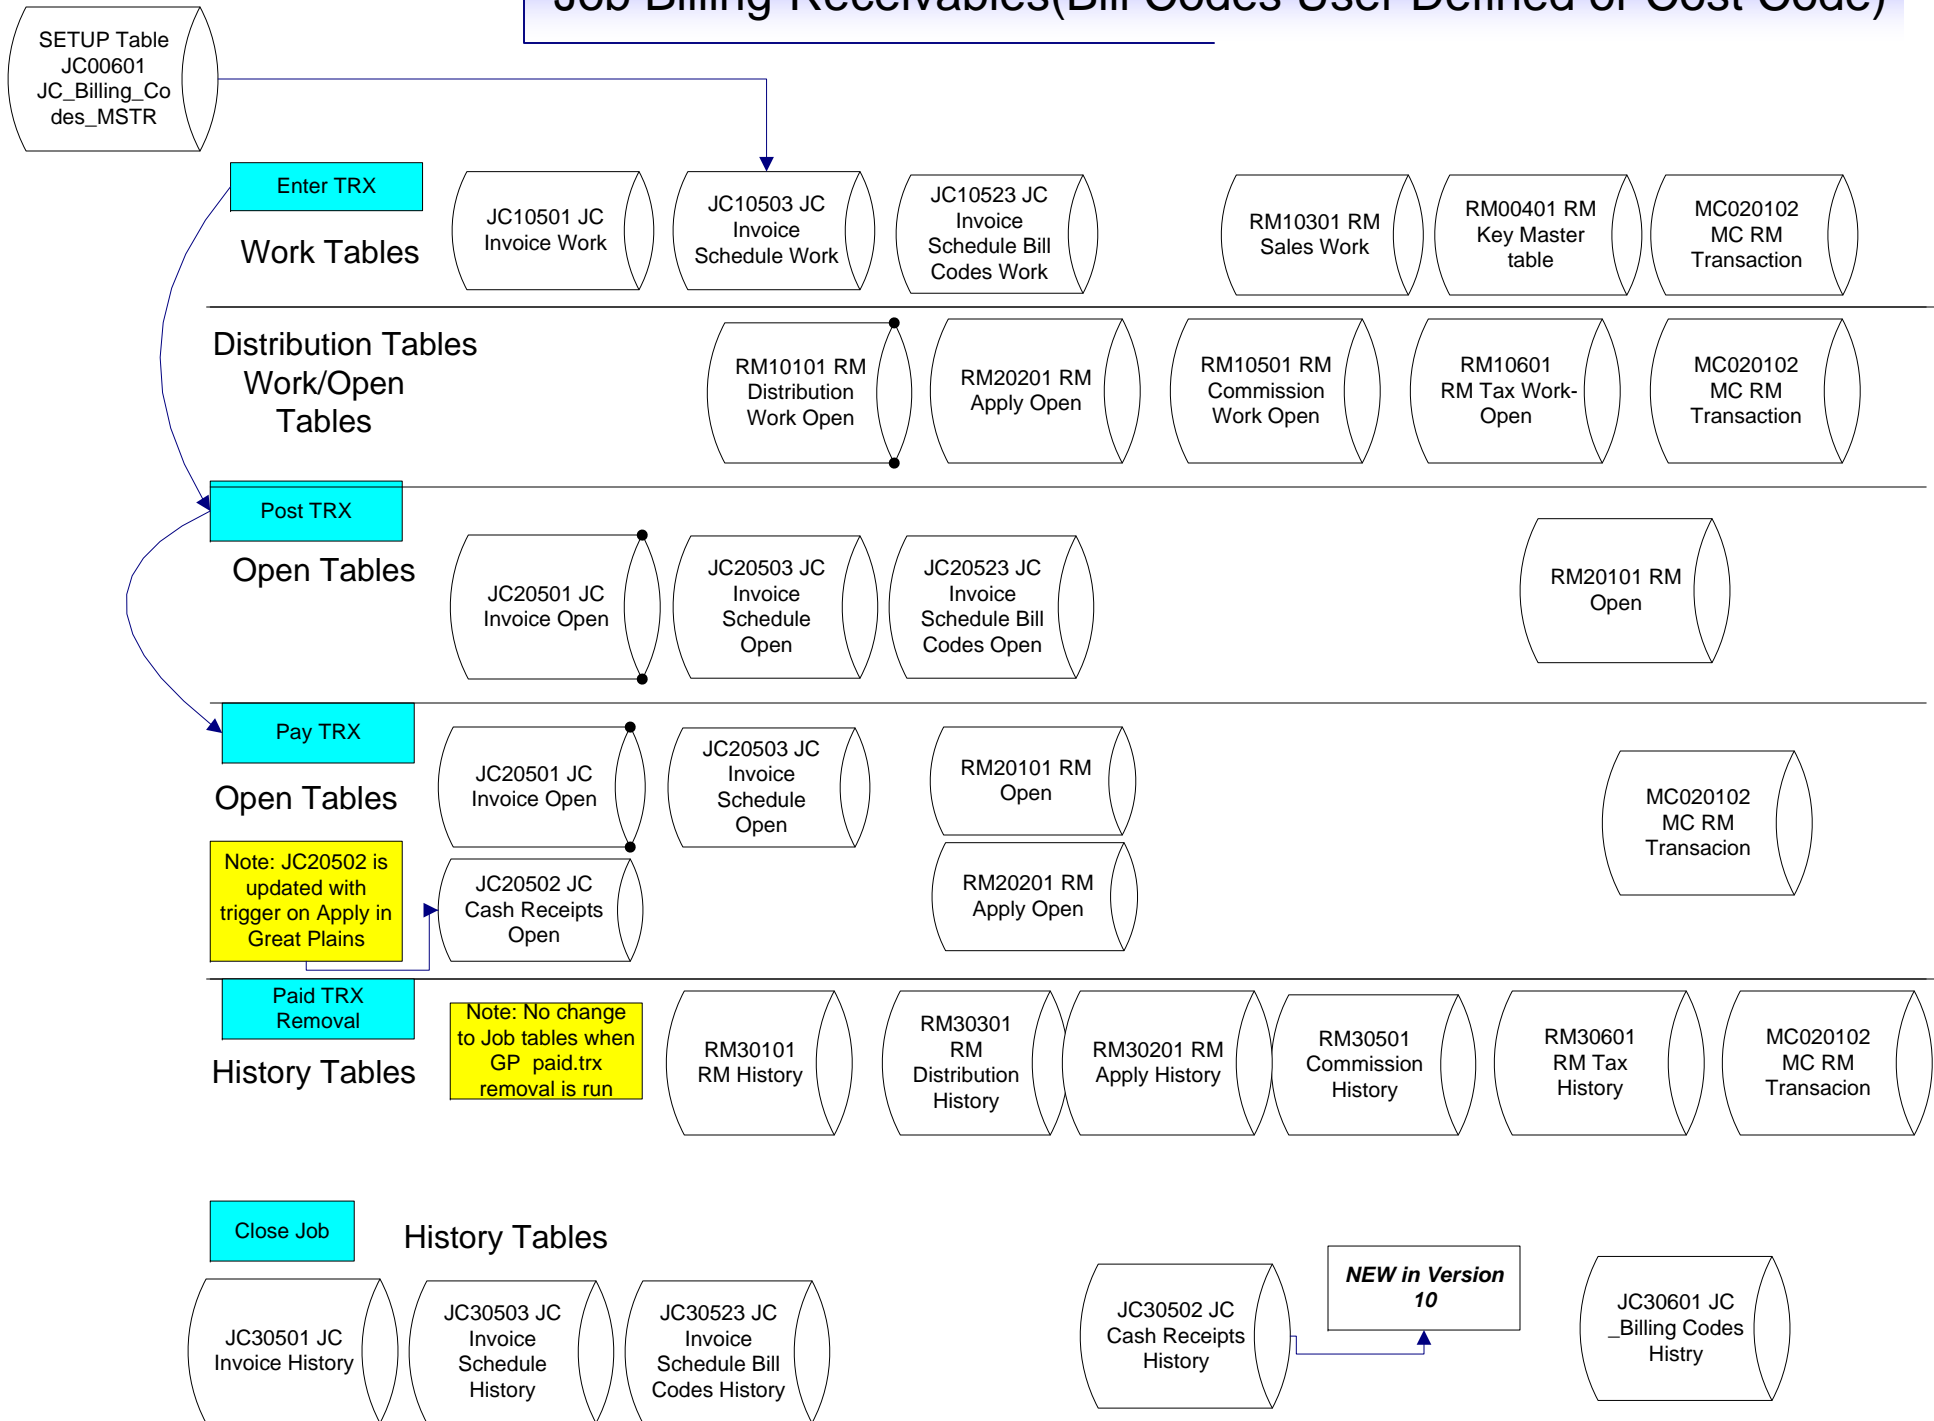 Job Billing Receivables(Bill Codes User Defined or Cost Code)
SETUP Table
JC00601
JC_Billing_Co
des_MSTR
Enter TRX
Work Tables
JC10501 JC
Invoice Work
JC10503 JC
Invoice
Schedule Work
JC10523 JC
Invoice
Schedule Bill
Codes Work
RM10301 RM
Sales Work
RM00401 RM
Key Master
table
MC020102
MC RM
Transaction
Distribution Tables
Work/Open
Tables
RM10101 RM
Distribution
Work Open
RM20201 RM
Apply Open
RM10501 RM
Commission
Work Open
RM10601
RM Tax Work-
Open
MC020102
MC RM
Transaction
Post TRX
Open Tables
JC20501 JC
Invoice Open
JC20503 JC
Invoice
Schedule
Open
JC20523 JC
Invoice
Schedule Bill
Codes Open
RM20101 RM
Open
Pay TRX
Open Tables
JC20501 JC
Invoice Open
JC20503 JC
Invoice
Schedule
Open
RM20101 RM
Open
MC020102
MC RM
Transacion
Note: JC20502 is
updated with
trigger on Apply in
Great Plains
JC20502 JC
Cash Receipts
Open
RM20201 RM
Apply Open
Paid TRX
Removal
History Tables
Note: No change
to Job tables when
GP  paid.trx
removal is run
RM30101
RM History
RM30301
RM
Distribution
History
RM30201 RM
Apply History
RM30501
Commission
History
RM30601
RM Tax
History
MC020102
MC RM
Transacion
Close Job
History Tables
JC30501 JC
Invoice History
JC30503 JC
Invoice
Schedule
History
JC30523 JC
Invoice
Schedule Bill
Codes History
JC30502 JC
Cash Receipts
History
NEW in Version
10
JC30601 JC
_Billing Codes
Histry